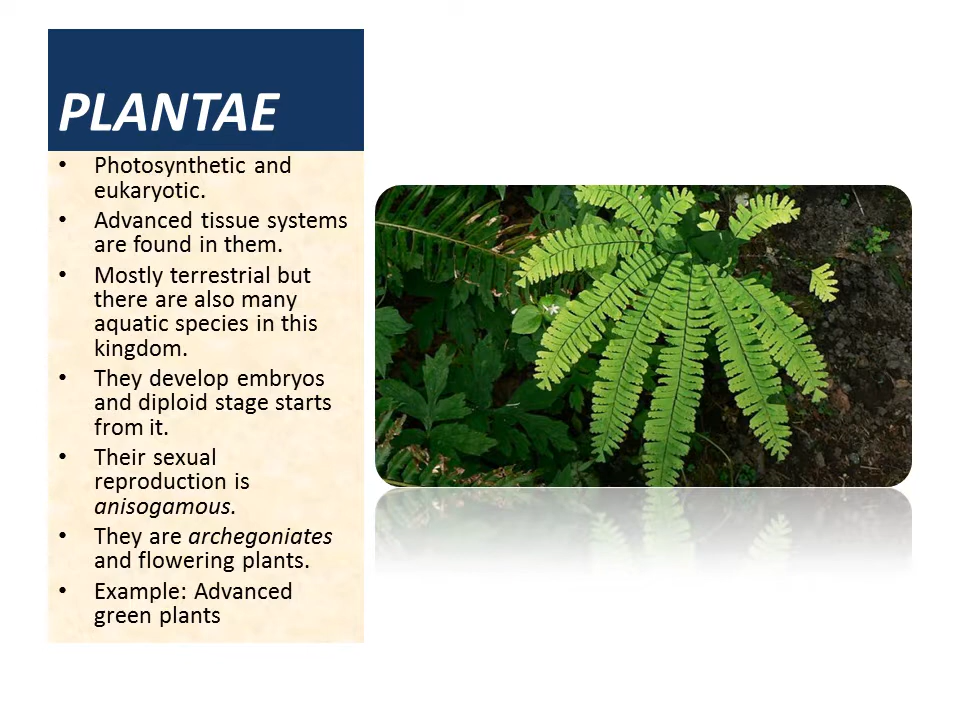 PLANTAE
• Photosynthetic and
eukaryotic.
• Advanced tissue systems
are found in them.
• Mostly terrestrial but
there are also many
aquatic species in this
kingdom.
• They develop embryos
and diploid stage starts
from it.
• Their sexual
reproduction is
anisogamous.
• They are archegoniates
and flowering plants.
• Example: Advanced
green plants